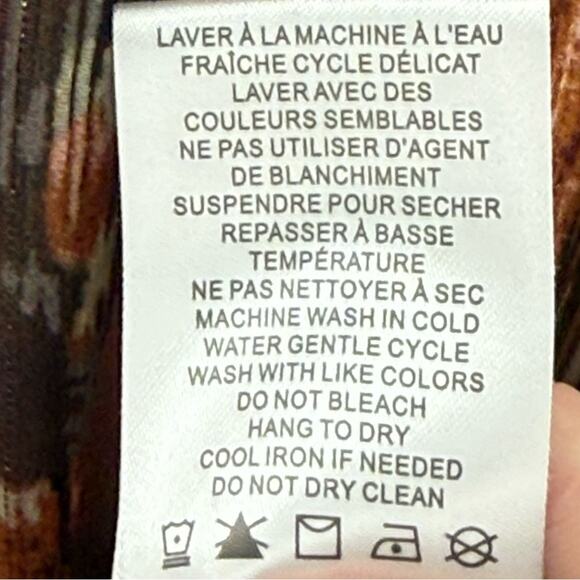 LAVER À LA MACHINE À L'EAU
FRAÎCHE CYCLE DÉLICAT
LAVER AVEC DES
COULEURS SEMBLABLES
NE PAS UTILISER D'AGENT
DE BLANCHIMENT
SUSPENDRE POUR SECHER
REPASSER À BASSE
TEMPÉRATURE
NE PAS NETTOYER À SEC
MACHINE WASH IN COLD
WATER GENTLE CYCLE
WASH WITH LIKE COLORS
DO NOT BLEACH
HANG TO DRY
COOL IRON IF NEEDED
DO NOT DRY CLEAN